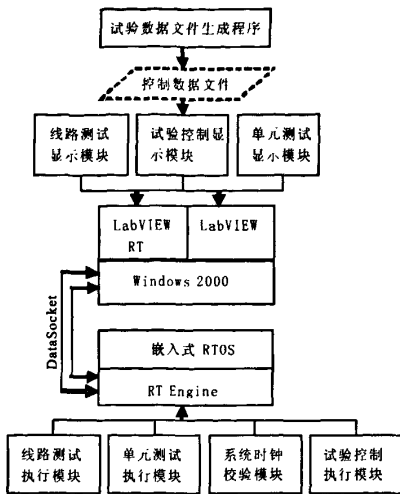 试验数据文件生成程序
控制数据文件
线路测试
显示模块
试验控制显
示模块
单元测试
显示模块
LabVIEW
RT
LabVIEW
Windows 2000
DataSocket
嵌入式 RTOS
RT Engine
线路测试
执行模块
单元测试
执行模块
系统时钟
校验模块
试验控制
执行模块